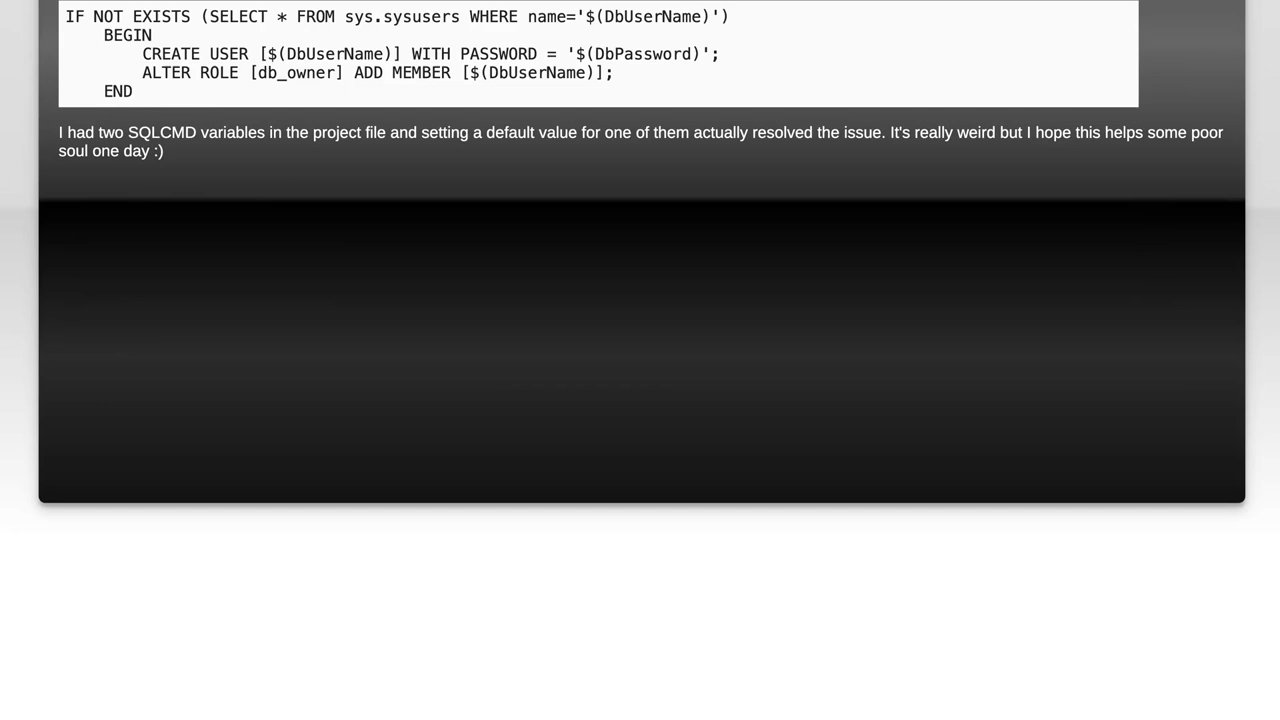 IF NOT EXISTS (SELECT * FROM sys.sysusers WHERE name='$(DbUserName)')
    BEGIN
        CREATE USER [$(DbUserName)] WITH PASSWORD = '$(DbPassword)';
        ALTER ROLE [db_owner] ADD MEMBER [$(DbUserName)];
    END
I had two SQLCMD variables in the project file and setting a default value for one of them actually resolved the issue. It's really weird but I hope this helps some poor
soul one day :)